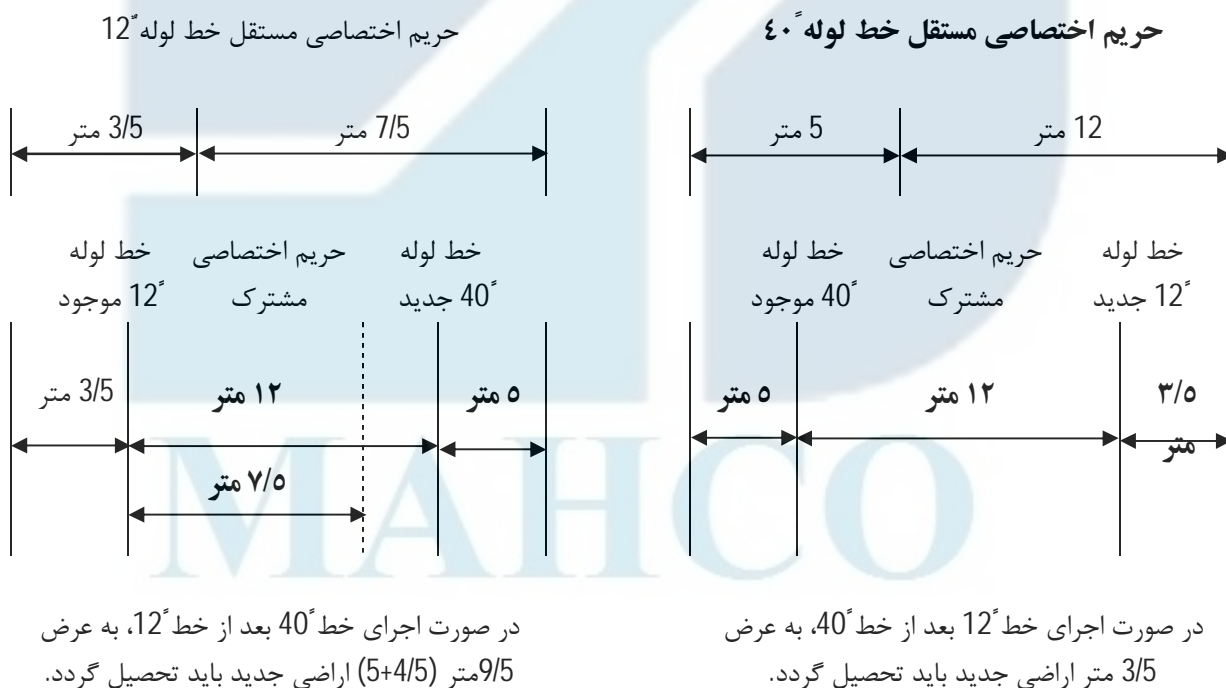 حریم اختصاصی مستقل خط لوله ۴۰ً
12 متر
5 متر
خط لوله
12ً جدید
حریم اختصاصی
مشترک
خط لوله
40ً موجود
۳/۵
متر
۱۲ متر
۵ متر
در صورت اجرای خط 12ً بعد از خط 40ً، به عرض
3/5 متر اراضی جدید باید تحصیل گردد.
حریم اختصاصی مستقل خط لوله 12ً
7/5 متر
3/5 متر
خط لوله
40ً جدید
حریم اختصاصی
مشترک
خط لوله
12ً موجود
۵ متر
۱۲ متر
3/5 متر
۷/۵ متر
در صورت اجرای خط 40ً بعد از خط 12ً، به عرض
9/5متر (5+4/5) اراضی جدید باید تحصیل گردد.
MAHCO